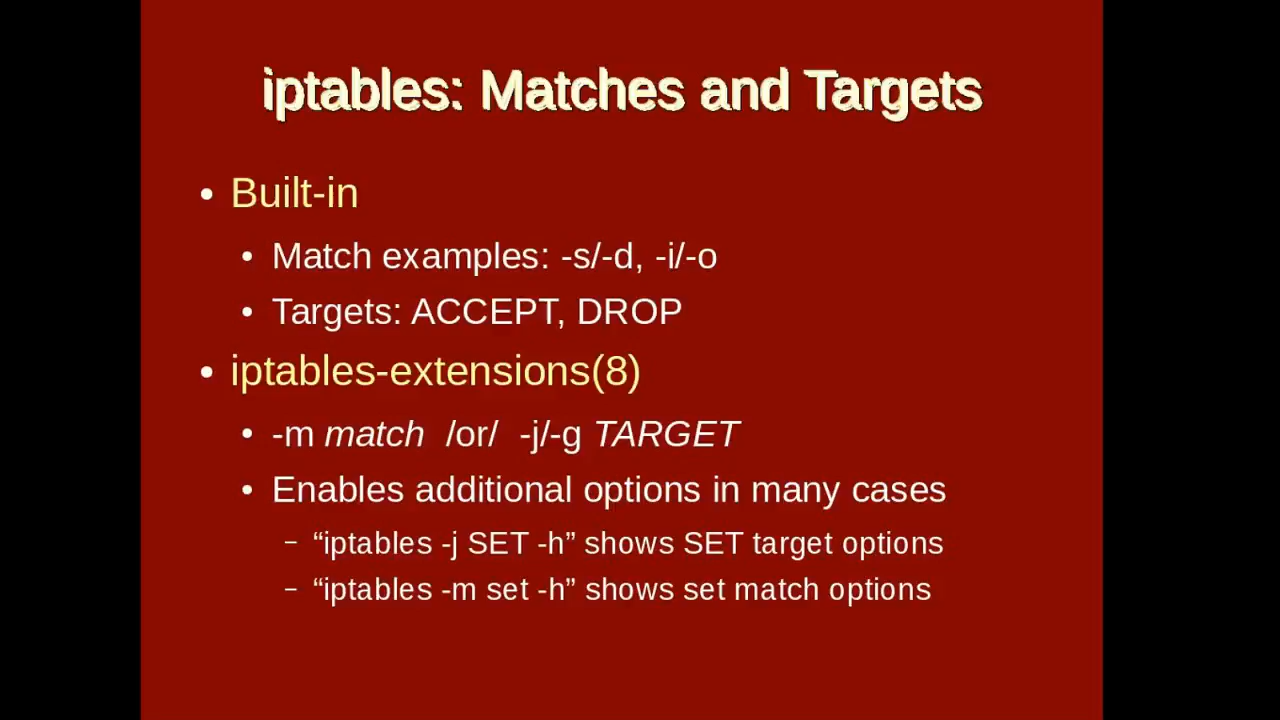 iptables: Matches and Targets
• Built-in
• Match examples: -s/-d, -i/-o
• Targets: ACCEPT, DROP
• iptables-extensions(8)
• -m match /or/ -j/-g TARGET
• Enables additional options in many cases
– “iptables -j SET -h” shows SET target options
– “iptables -m set -h” shows set match options